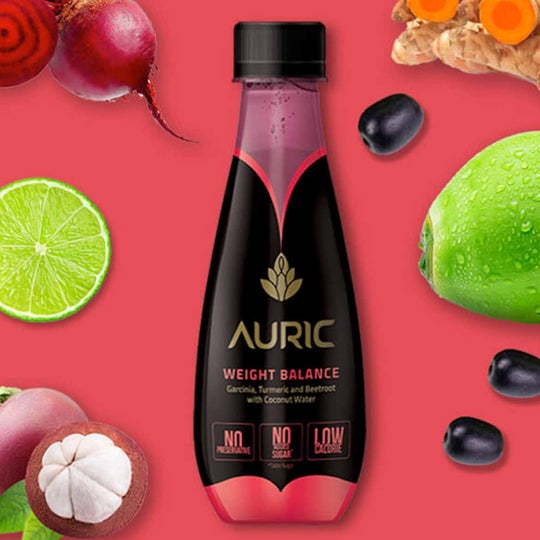 AURIC
WEIGHT BALANCE
Garcinia, Turmeric and Beetroot
with Coconut Water
NO
PRESERVATIVE
NO
ADDED
SUGAR*
LOW
CALORIE